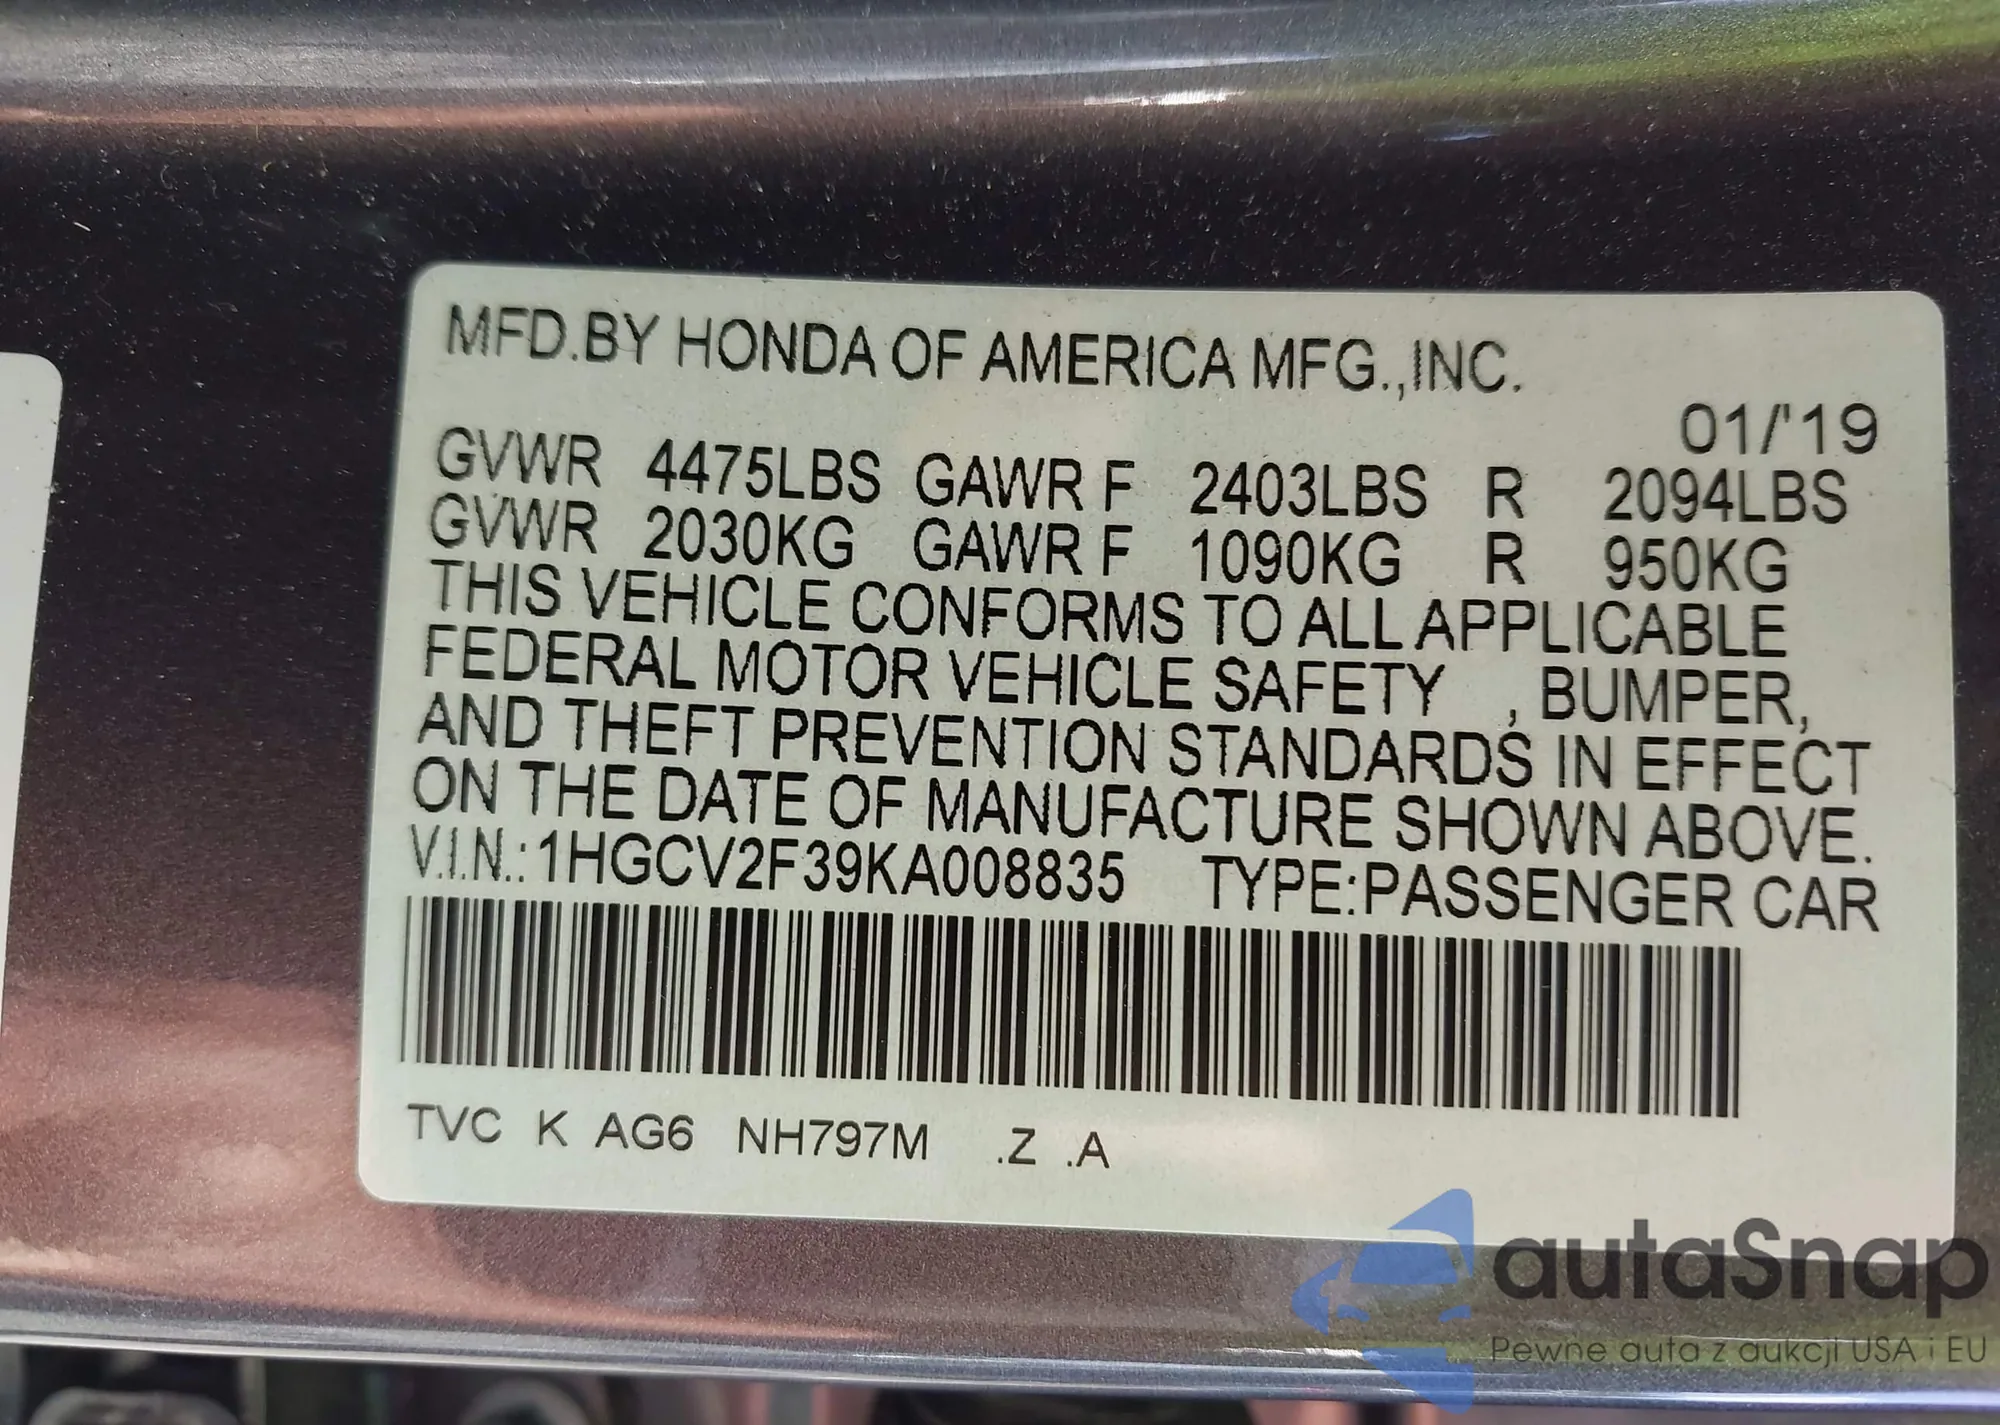 MFD.BY HONDA OF AMERICA MFG.,INC.
01/'19
GVWR 4475LBS GAWR F 2403LBS R 2094LBS
GVWR 2030KG GAWR F 1090KG R 950KG
THIS VEHICLE CONFORMS TO ALL APPLICABLE
FEDERAL MOTOR VEHICLE SAFETY , BUMPER,
AND THEFT PREVENTION STANDARDS IN EFFECT
ON THE DATE OF MANUFACTURE SHOWN ABOVE.
V.I.N.:1HGCV2F39KA008835 TYPE:PASSENGER CAR
TVC K AG6 NH797M .Z .A
autaSnap
Pewne auta z aukcji USA i EU